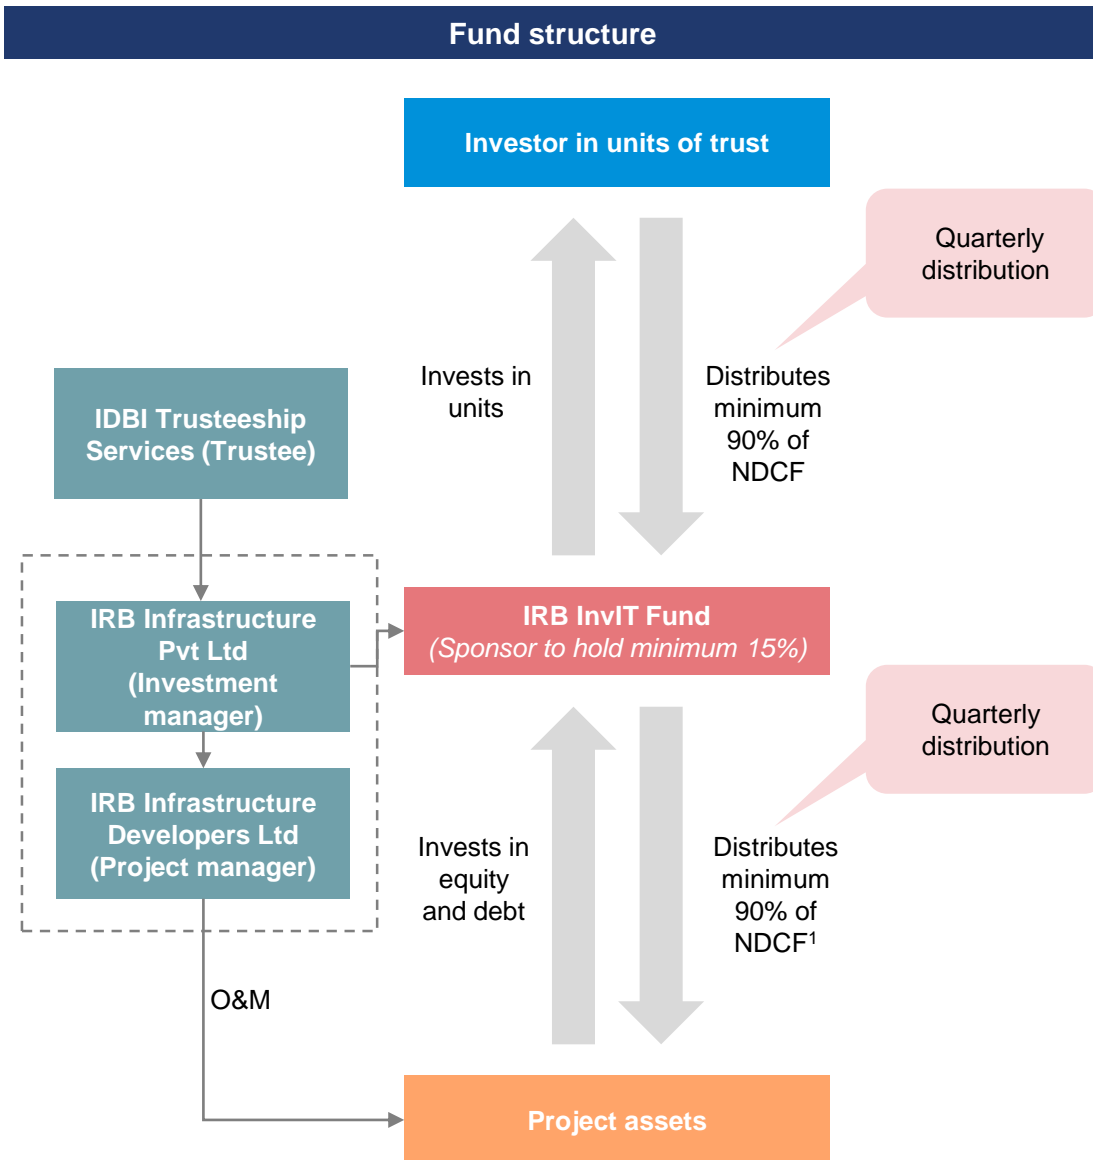 Fund structure
Investor in units of trust
Quarterly
distribution
Invests in
units
Distributes
minimum
90% of
NDCF
IDBI Trusteeship
Services (Trustee)
IRB Infrastructure
Pvt Ltd
(Investment
manager)
IRB InvIT Fund
(Sponsor to hold minimum 15%)
Quarterly
distribution
IRB Infrastructure
Developers Ltd
(Project manager)
Invests in
equity
and debt
Distributes
minimum
90% of
NDCF¹
O&M
Project assets